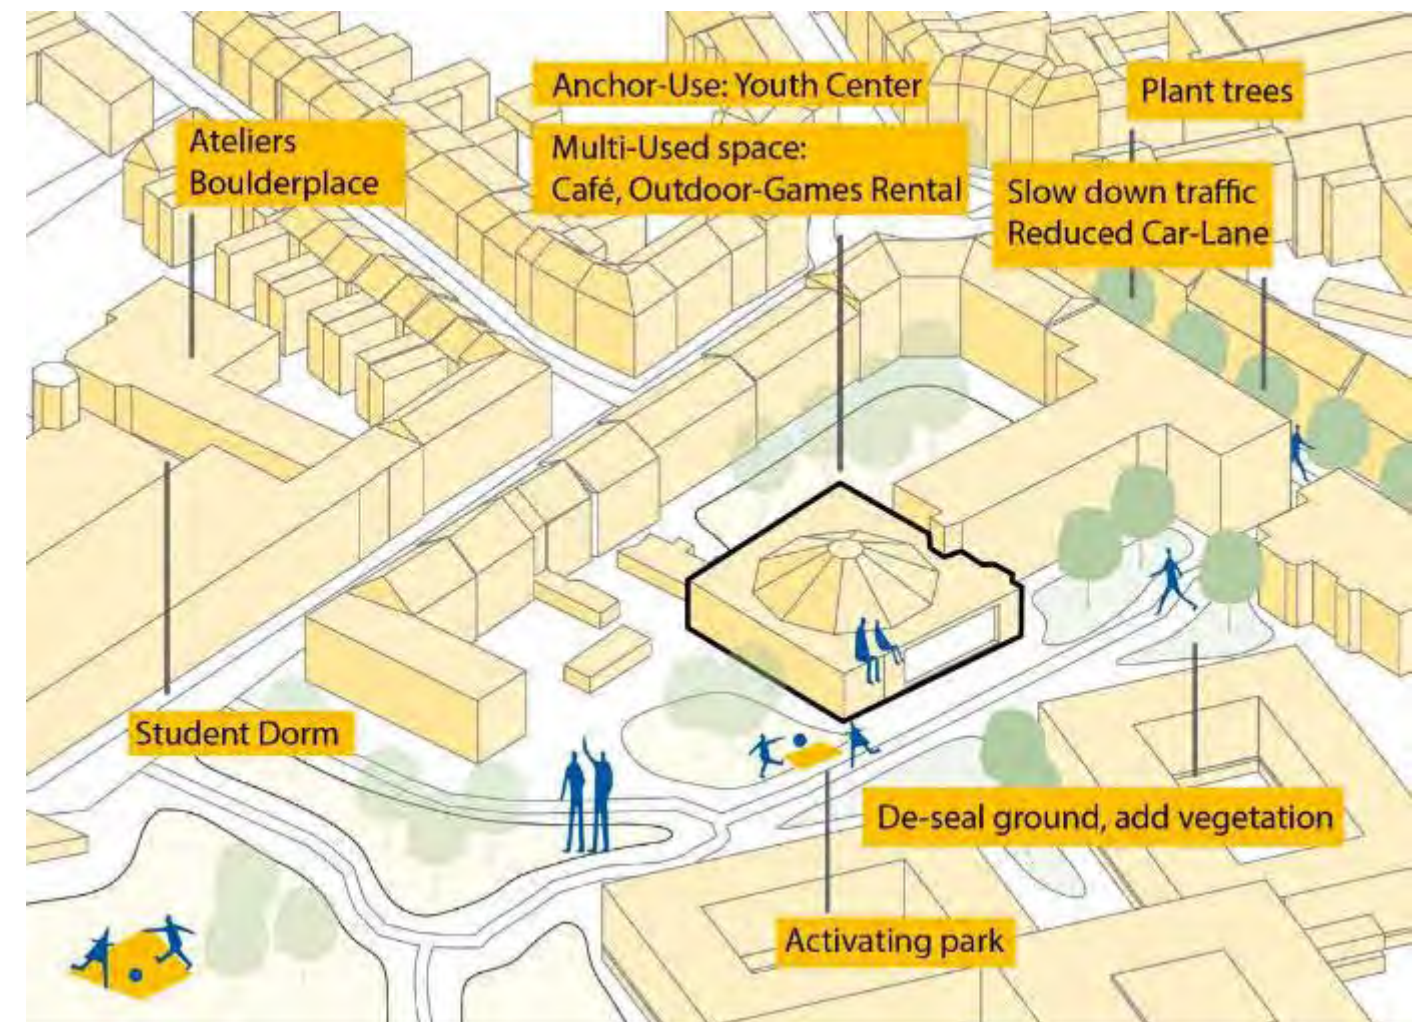 Anchor-Use: Youth Center
Plant trees
Ateliers
Boulderplace
Multi-Used space:
Café, Outdoor-Games Rental
Slow down traffic
Reduced Car-Lane
Student Dorm
De-seal ground, add vegetation
Activating park